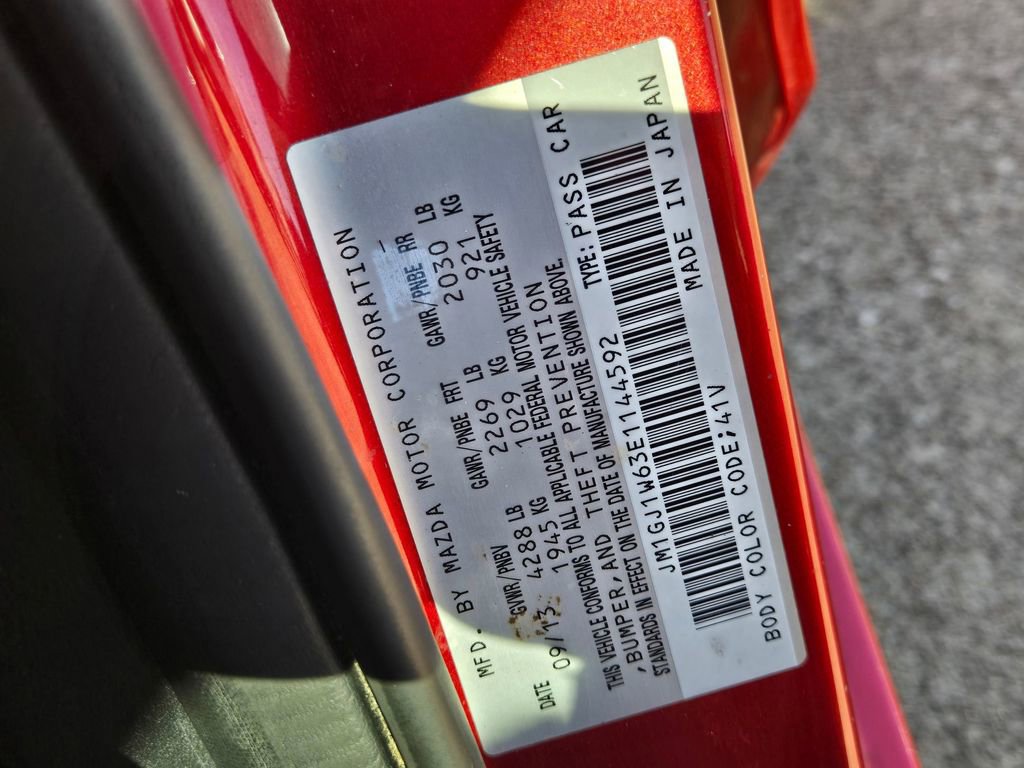 MFD. BY MAZDA MOTOR CORPORATION
GVWR/PNBV GAWR/PNBE FRT GAWR/PNBE RR
DATE 09/13 4288 LB 2269 LB 2030 LB
1945 KG 1029 KG 921 KG
THIS VEHICLE CONFORMS TO ALL APPLICABLE FEDERAL MOTOR VEHICLE SAFETY
,BUMPER,AND THEFT PREVENTION
STANDARDS IN EFFECT ON THE DATE OF MANUFACTURE SHOWN ABOVE.
JM1GJ1W63E1144592 TYPE: PASS CAR
BODY COLOR CODE;41V MADE IN JAPAN